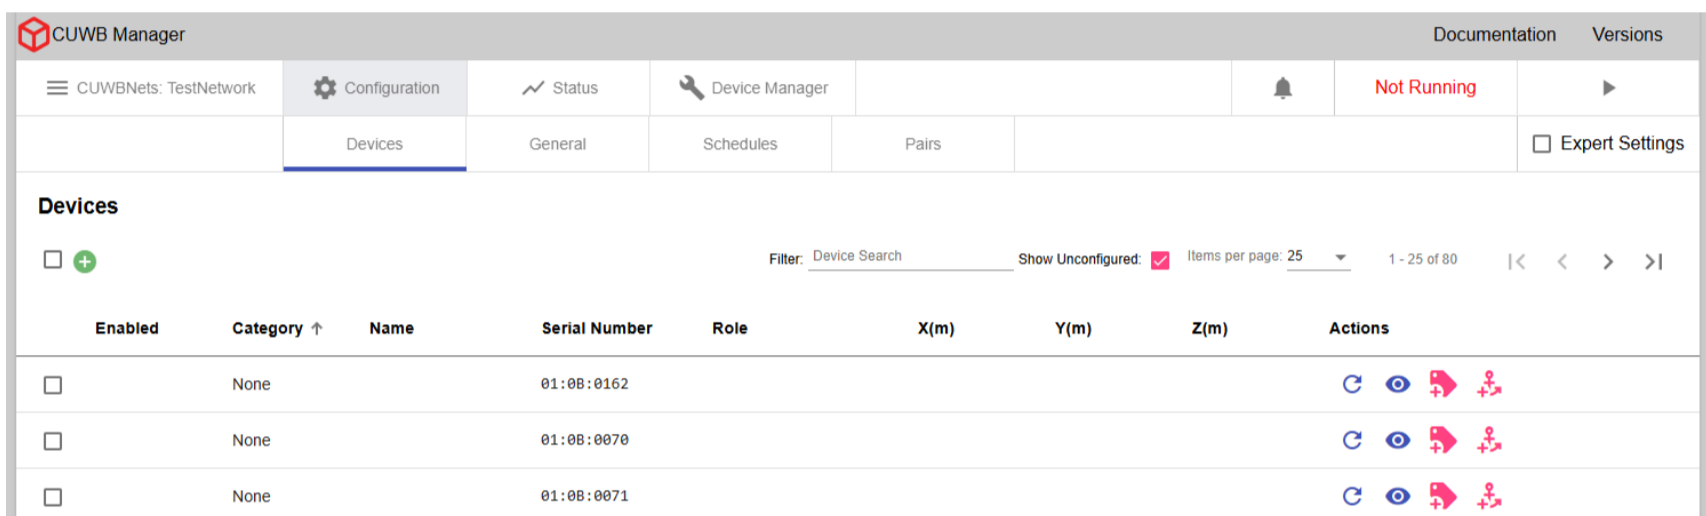 CUWB Manager Documentation Versions
CUWBNets: TestNetwork Configuration Status Device Manager Not Running
Devices General Schedules Pairs Expert Settings
Devices
Filter: Device Search Show Unconfigured: Items per page: 25 1 - 25 of 80
Enabled Category Name Serial Number Role X(m) Y(m) Z(m) Actions
None 01:0B:0162
None 01:0B:0070
None 01:0B:0071